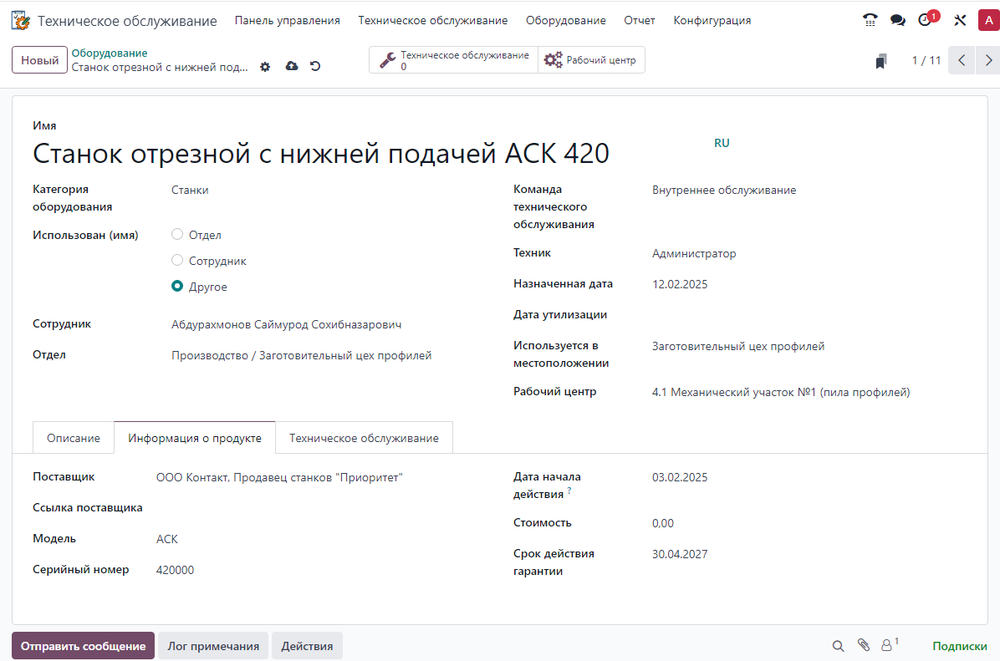 Техническое обслуживание Панель управления Техническое обслуживание Оборудование Отчет Конфигурация 1 А
Новый
Оборудование
Станок отрезной с нижней под...
Техническое обслуживание
0
Рабочий центр
1 / 11
Имя
Станок отрезной с нижней подачей АСК 420
RU
Категория
оборудования
Станки
Использован (имя)
Отдел
Сотрудник
Другое
Сотрудник
Абдурахмонов Саймурод Сохибназарович
Отдел
Производство / Заготовительный цех профилей
Команда
технического
обслуживания
Внутреннее обслуживание
Техник
Администратор
Назначенная дата
12.02.2025
Дата утилизации
Используется в
местоположении
Заготовительный цех профилей
Рабочий центр
4.1 Механический участок №1 (пила профилей)
Описание Информация о продукте Техническое обслуживание
Поставщик
ООО Контакт, Продавец станков "Приоритет"
Ссылка поставщика
Модель
АСК
Серийный номер
420000
Дата начала
действия ?
03.02.2025
Стоимость
0,00
Срок действия
гарантии
30.04.2027
Отправить сообщение Лог примечания Действия 1 Подписки